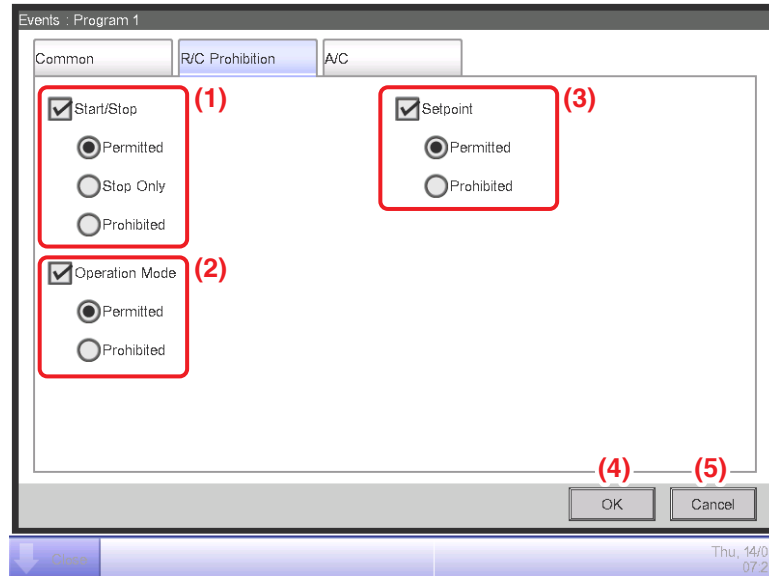 Events : Program 1
Common
R/C Prohibition
A/C
Start/Stop
(1)
Permitted
Stop Only
Prohibited
Operation Mode
(2)
Permitted
Prohibited
Setpoint
(3)
Permitted
Prohibited
(4)
(5)
OK
Cancel
Thu, 14/0
07:2